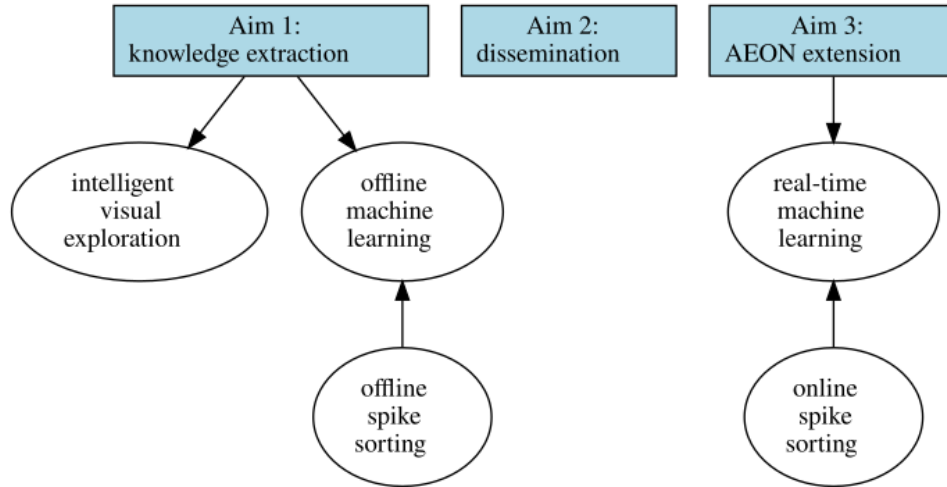 Aim 1:
knowledge extraction
Aim 2:
dissemination
Aim 3:
AEON extension
intelligent
visual
exploration
offline
machine
learning
real-time
machine
learning
offline
spike
sorting
online
spike
sorting